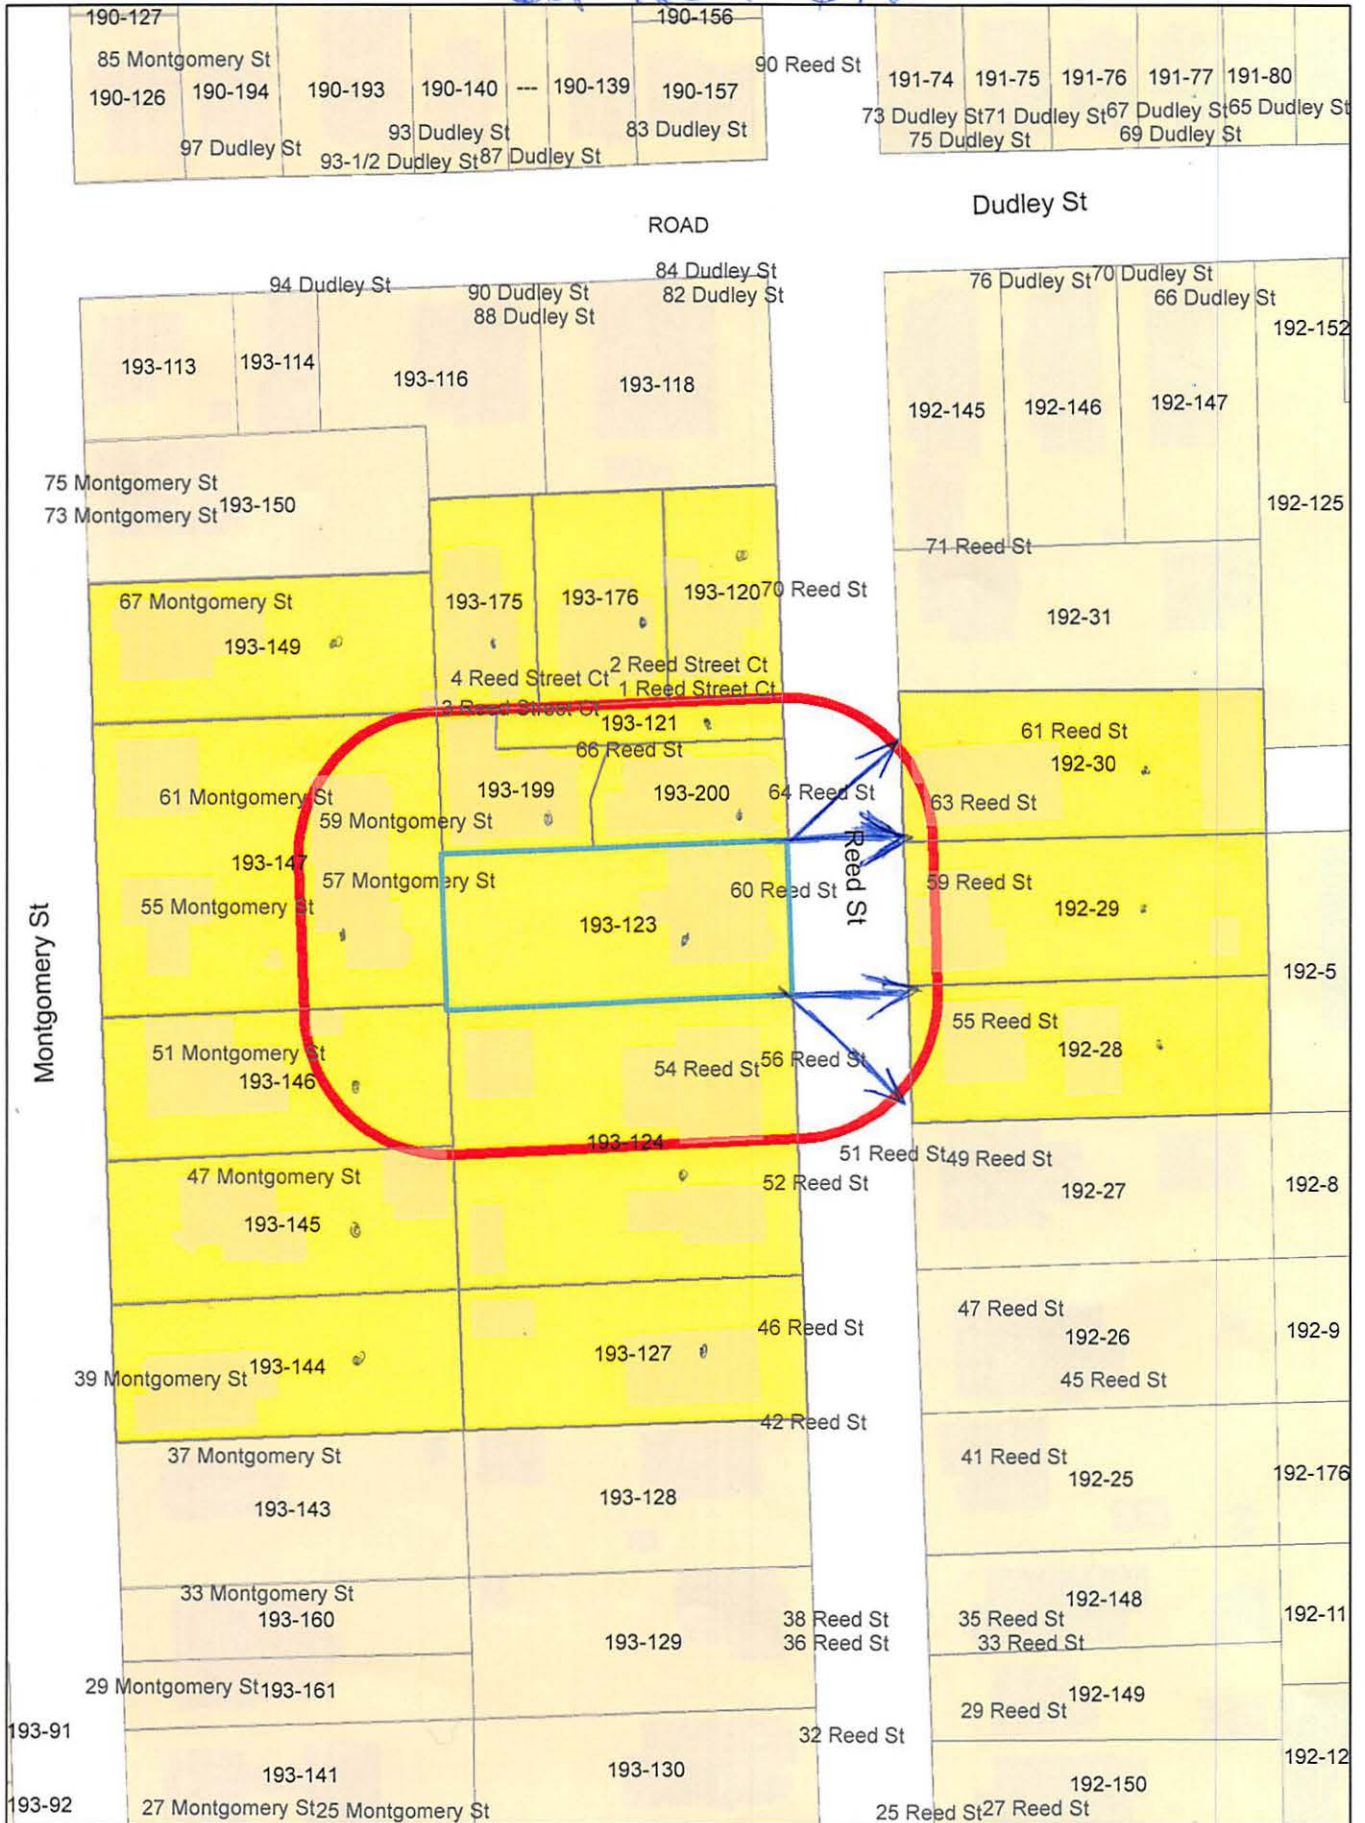 190-127
190-156
85 Montgomery St
90 Reed St
190-126
190-194
190-193
190-140
---
190-139
190-157
191-74
191-75
191-76
191-77
191-80
73 Dudley St
71 Dudley St
67 Dudley St
65 Dudley St
97 Dudley St
93 Dudley St
83 Dudley St
75 Dudley St
69 Dudley St
93-1/2 Dudley St
87 Dudley St
ROAD
Dudley St
94 Dudley St
90 Dudley St
88 Dudley St
84 Dudley St
82 Dudley St
76 Dudley St
70 Dudley St
66 Dudley St
192-152
193-113
193-114
193-116
193-118
192-145
192-146
192-147
75 Montgomery St
73 Montgomery St
193-150
192-125
71 Reed St
67 Montgomery St
193-149
193-175
193-176
193-120
70 Reed St
192-31
4 Reed Street Ct
2 Reed Street Ct
1 Reed Street Ct
3 Reed Street Ct
193-121
66 Reed St
61 Reed St
192-30
61 Montgomery St
193-199
193-200
64 Reed St
63 Reed St
59 Montgomery St
193-147
57 Montgomery St
60 Reed St
Reed St
59 Reed St
55 Montgomery St
193-123
192-29
Montgomery St
192-5
51 Montgomery St
193-146
54 Reed St
56 Reed St
55 Reed St
192-28
193-124
51 Reed St
49 Reed St
47 Montgomery St
52 Reed St
192-27
192-8
193-145
46 Reed St
47 Reed St
192-26
192-9
39 Montgomery St
193-144
193-127
45 Reed St
42 Reed St
37 Montgomery St
193-143
193-128
41 Reed St
192-25
192-176
33 Montgomery St
193-160
193-129
38 Reed St
36 Reed St
192-148
35 Reed St
33 Reed St
192-11
29 Montgomery St
193-161
192-149
29 Reed St
193-91
32 Reed St
192-12
193-141
193-130
192-150
193-92
27 Montgomery St
25 Montgomery St
25 Reed St
27 Reed St